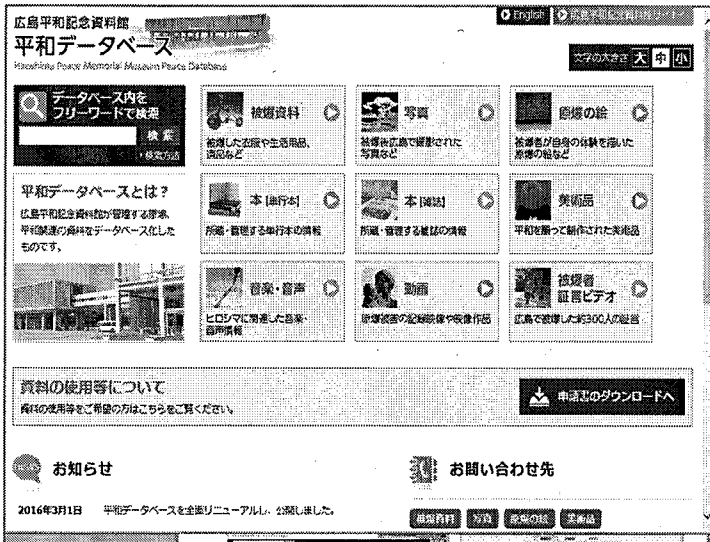 English
広島平和記念資料館
平和データベース
Hiroshima Peace Memorial Museum Peace Database
文字の大きさ 大 中 小
データベース内を
フリーワードで検索
検索
検索方法
被爆資料
被爆した衣服や生活用品、
遺品など
写真
被爆後広島で撮影された
写真など
原爆の絵
被爆者が自身の体験を描いた
原爆の絵など
平和データベースとは?
広島平和記念資料館が管理する原爆、
平和関連の資料をデータベース化した
ものです。
本 [単行本]
所蔵・管理する単行本の情報
本 [雑誌]
所蔵・管理する雑誌の情報
美術品
平和を願って制作された美術品
音楽・音声
ヒロシマに関連した音楽・
音声情報
動画
原爆被害の記録映像や映像作品
被爆者
証言ビデオ
広島で被爆した約300人の証言
資料の使用等について
資料の使用等をご希望の方はこちらをご覧ください。
申請書のダウンロードへ
お知らせ
お問い合わせ先
2016年3月1日 平和データベースを全面リニューアルし、公開しました。
被爆資料 写真 原爆の絵 美術品